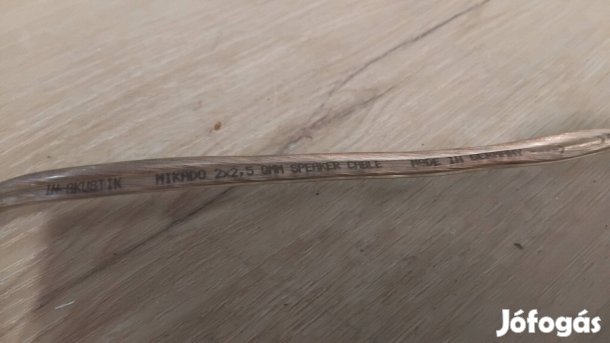 IN-AKUSTIK MIKADO 2x2,5 QMM SPEAKER CABLE MADE IN GERMANY
Jófogás